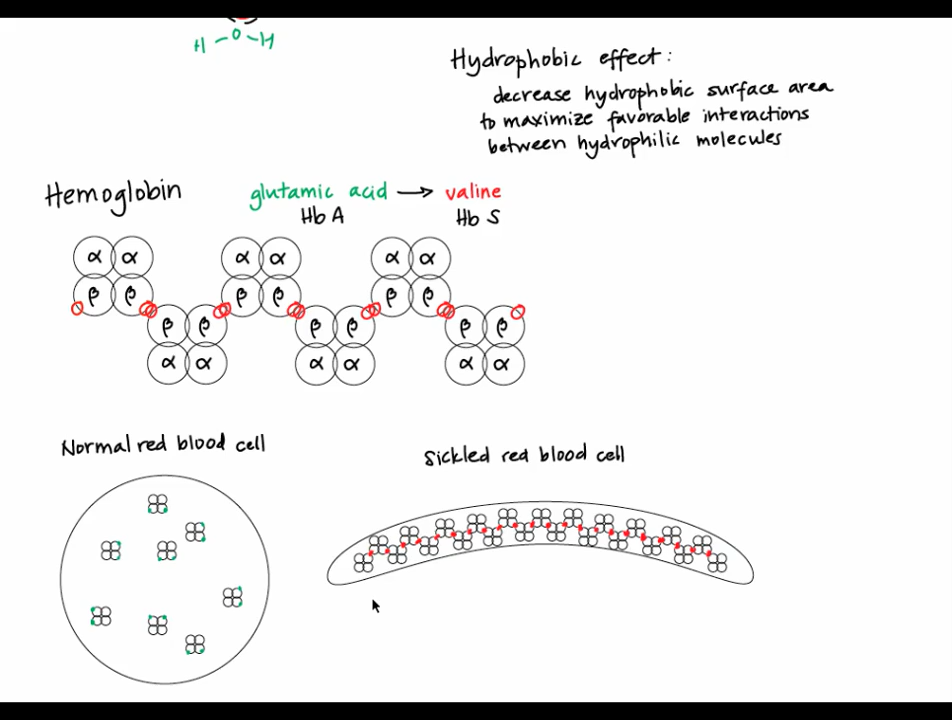 H - O - H
Hydrophobic effect:
decrease hydrophobic surface area
to maximize favorable interactions
between hydrophilic molecules
Hemoglobin
glutamic acid → valine
Hb A Hb S
α α α α α α
β β β β β β
β β β β β β
α α α α α α
Normal red blood cell
Sickled red blood cell